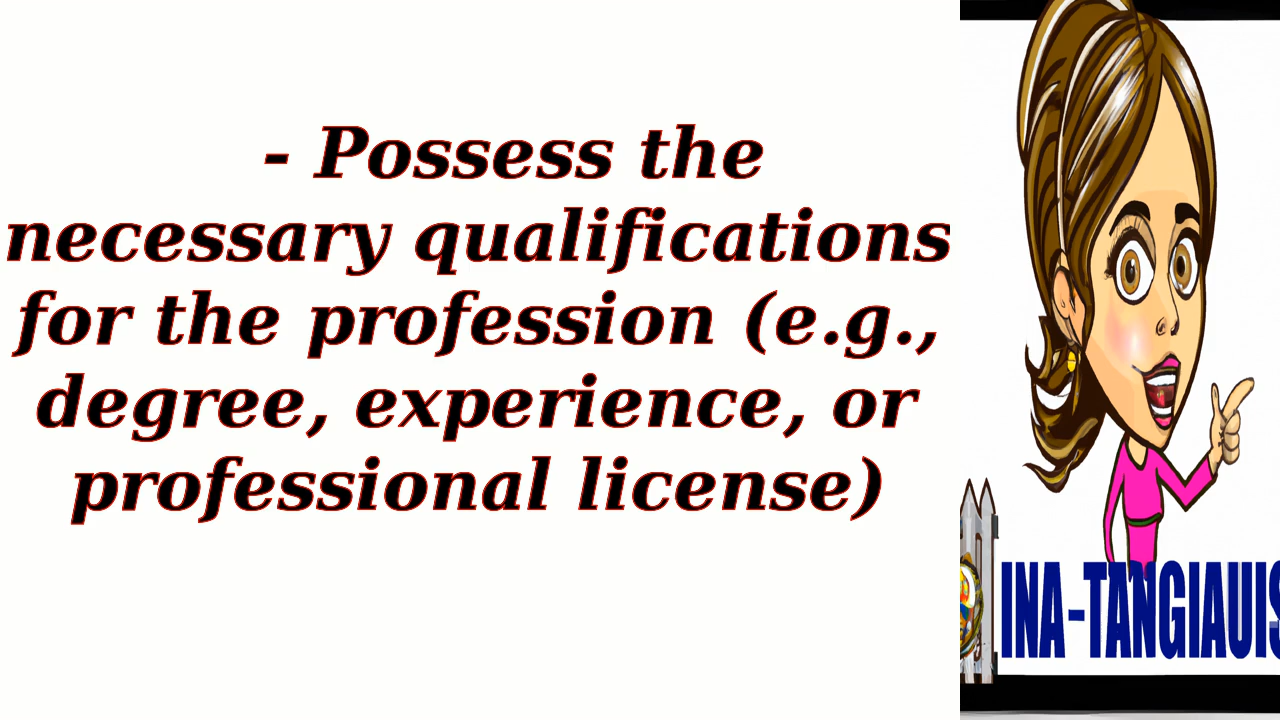 - Possess the
necessary qualifications
for the profession (e.g.,
degree, experience, or
professional license)
INA-TANGIAUIS